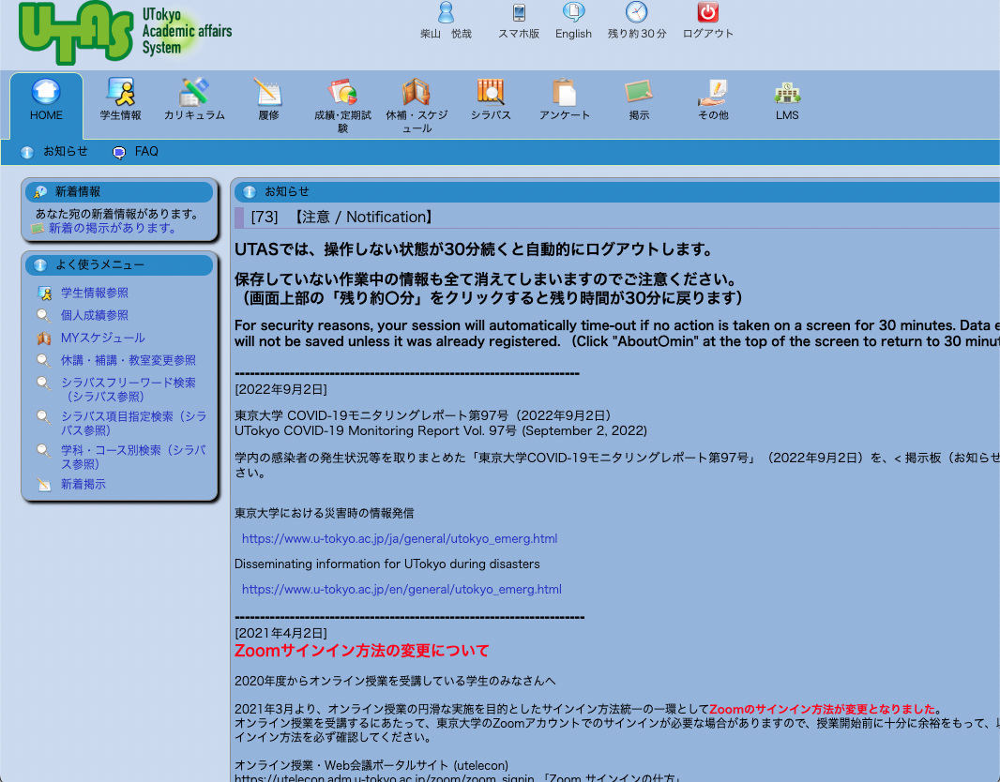 UTAS
UTokyo
Academic affairs
System
柴山　悦哉
スマホ版
English
残り約30分
ログアウト
HOME
学生情報
カリキュラム
履修
成績･定期試
験
休補・スケジ
ュール
シラバス
アンケート
掲示
その他
LMS
お知らせ
FAQ
新着情報
あなた宛の新着情報があります。
新着の掲示があります。
よく使うメニュー
学生情報参照
個人成績参照
MYスケジュール
休講・補講・教室変更参照
シラバスフリーワード検索
（シラバス参照）
シラバス項目指定検索（シラ
バス参照）
学科・コース別検索（シラバ
ス参照）
新着掲示
お知らせ
[73]　【注意 / Notification】
UTASでは、操作しない状態が30分続くと自動的にログアウトします。
保存していない作業中の情報も全て消えてしまいますのでご注意ください。
（画面上部の「残り約〇分」をクリックすると残り時間が30分に戻ります）
For security reasons, your session will automatically time-out if no action is taken on a screen for 30 minutes. Data e
will not be saved unless it was already registered.（Click "About〇min" at the top of the screen to return to 30 minut
----------------------------------------------------------------------
[2022年9月2日]
東京大学 COVID-19モニタリングレポート第97号（2022年9月2日）
UTokyo COVID-19 Monitoring Report Vol. 97号 (September 2, 2022)
学内の感染者の発生状況等を取りまとめた「東京大学COVID-19モニタリングレポート第97号」（2022年9月2日）を、< 掲示板（お知らせ
さい。
東京大学における災害時の情報発信
https://www.u-tokyo.ac.jp/ja/general/utokyo_emerg.html
Disseminating information for UTokyo during disasters
https://www.u-tokyo.ac.jp/en/general/utokyo_emerg.html
-----------------------------------------------------------------------
[2021年4月2日]
Zoomサインイン方法の変更について
2020年度からオンライン授業を受講している学生のみなさんへ
2021年3月より、オンライン授業の円滑な実施を目的としたサインイン方法統一の一環としてZoomのサインイン方法が変更となりました。
オンライン授業を受講するにあたって、東京大学のZoomアカウントでのサインインが必要な場合がありますので、授業開始前に十分に余裕をもって、以
インイン方法を必ず確認してください。
オンライン授業・Web会議ポータルサイト (utelecon)
https://utelecon.adm.u-tokyo.ac.jp/zoom/zoom_signin 「Zoom サインインの仕方」